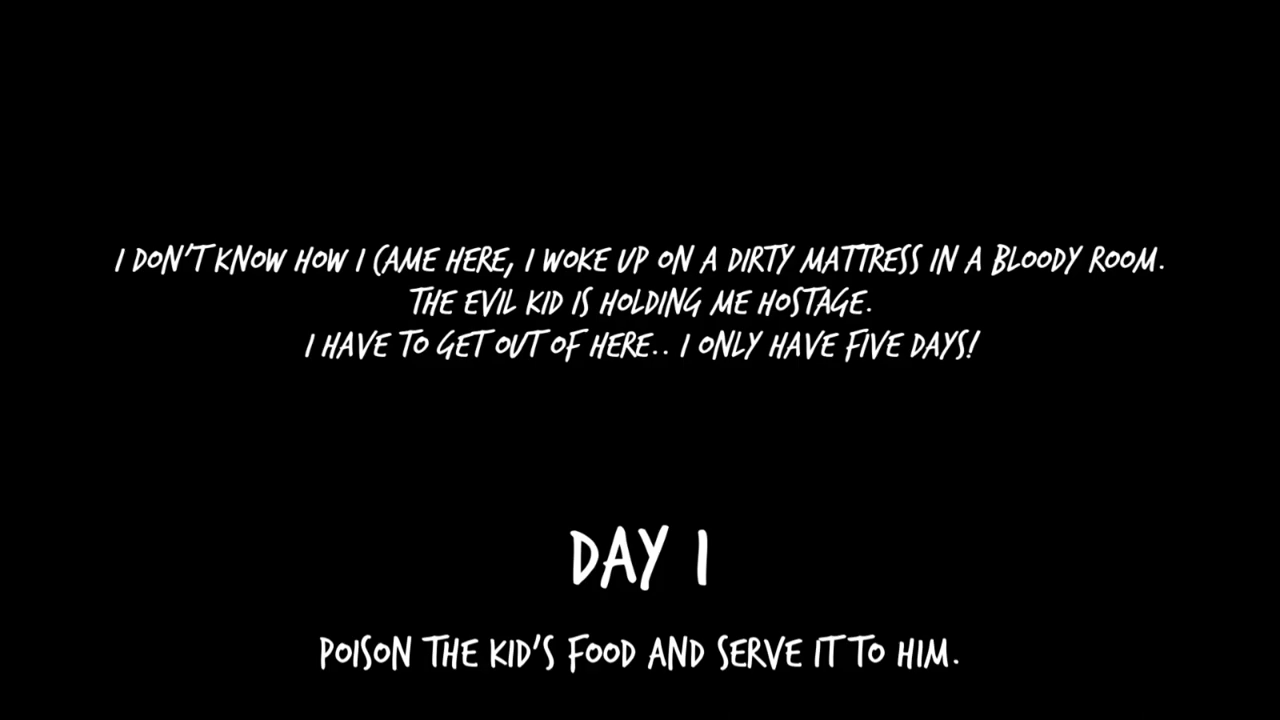 I DON'T KNOW HOW I CAME HERE, I WOKE UP ON A DIRTY MATTRESS IN A BLOODY ROOM.
THE EVIL KID IS HOLDING ME HOSTAGE.
I HAVE TO GET OUT OF HERE.. I ONLY HAVE FIVE DAYS!
DAY 1
POISON THE KID'S FOOD AND SERVE IT TO HIM.